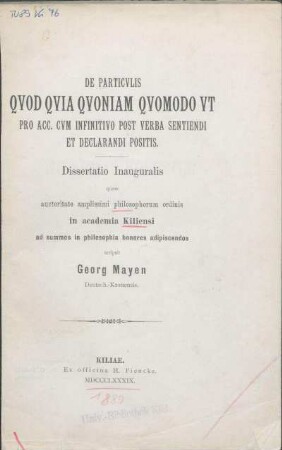 DE PARTICVLIS
QVOD QVIA QVONIAM QVOMODO VT
PRO ACC. CVM INFINITIVO POST VERBA SENTIENDI
ET DECLARANDI POSITIS.
Dissertatio Inauguralis
quam
auctoritate amplissimi philosophorum ordinis
in academia Kiliensi
ad summos in philosophia honores adipiscendos
scripsit
Georg Mayen
KILIAE.
Ex officina H. Fiencke.
MDCCCLXXXIX.
1889